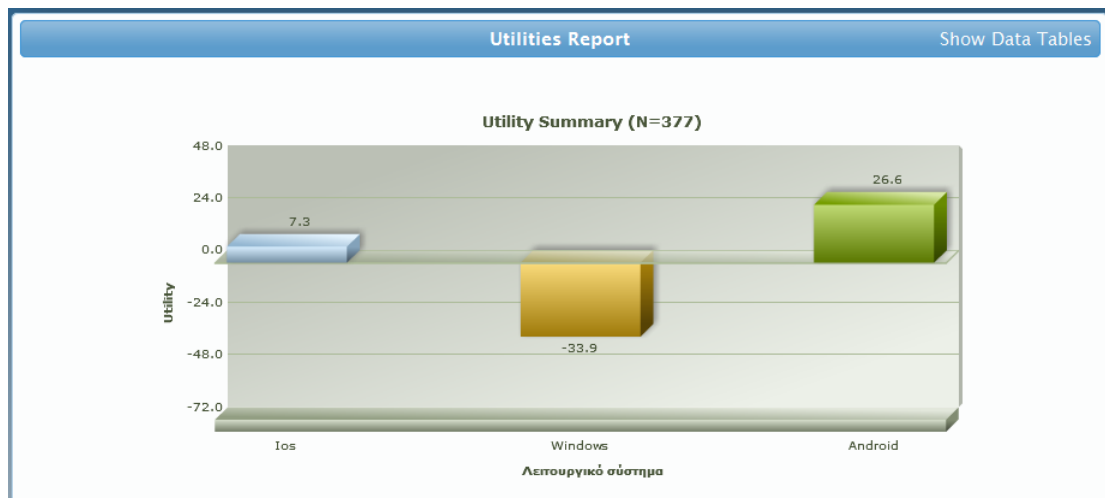 Utilities Report
Show Data Tables
Utility Summary (N=377)
48.0
24.0
0.0
-24.0
-48.0
-72.0
Utility
7.3
-33.9
26.6
Ios
Windows
Android
Λειτουργικό σύστημα